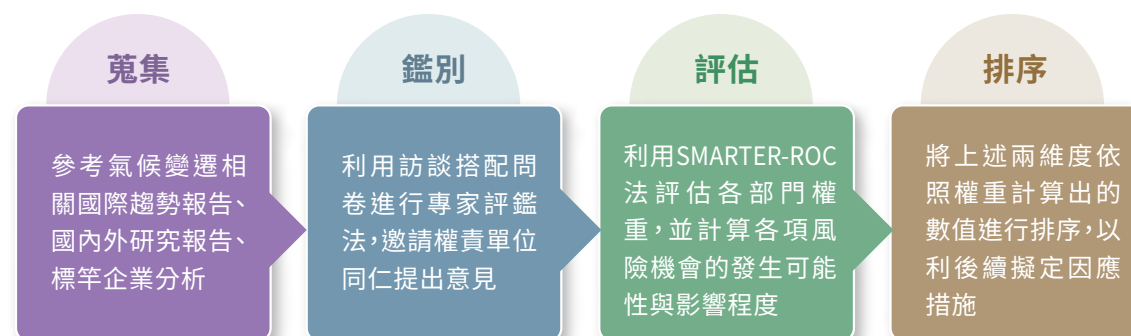 蒐集
參考氣候變遷相
關國際趨勢報告、
國內外研究報告、
標竿企業分析
鑑別
利用訪談搭配問
卷進行專家評鑑
法,邀請權責單位
同仁提出意見
評估
利用SMARTER-ROC
法評估各部門權
重,並計算各項風
險機會的發生可能
性與影響程度
排序
將上述兩維度依
照權重計算出的
數值進行排序,以
利後續擬定因應
措施